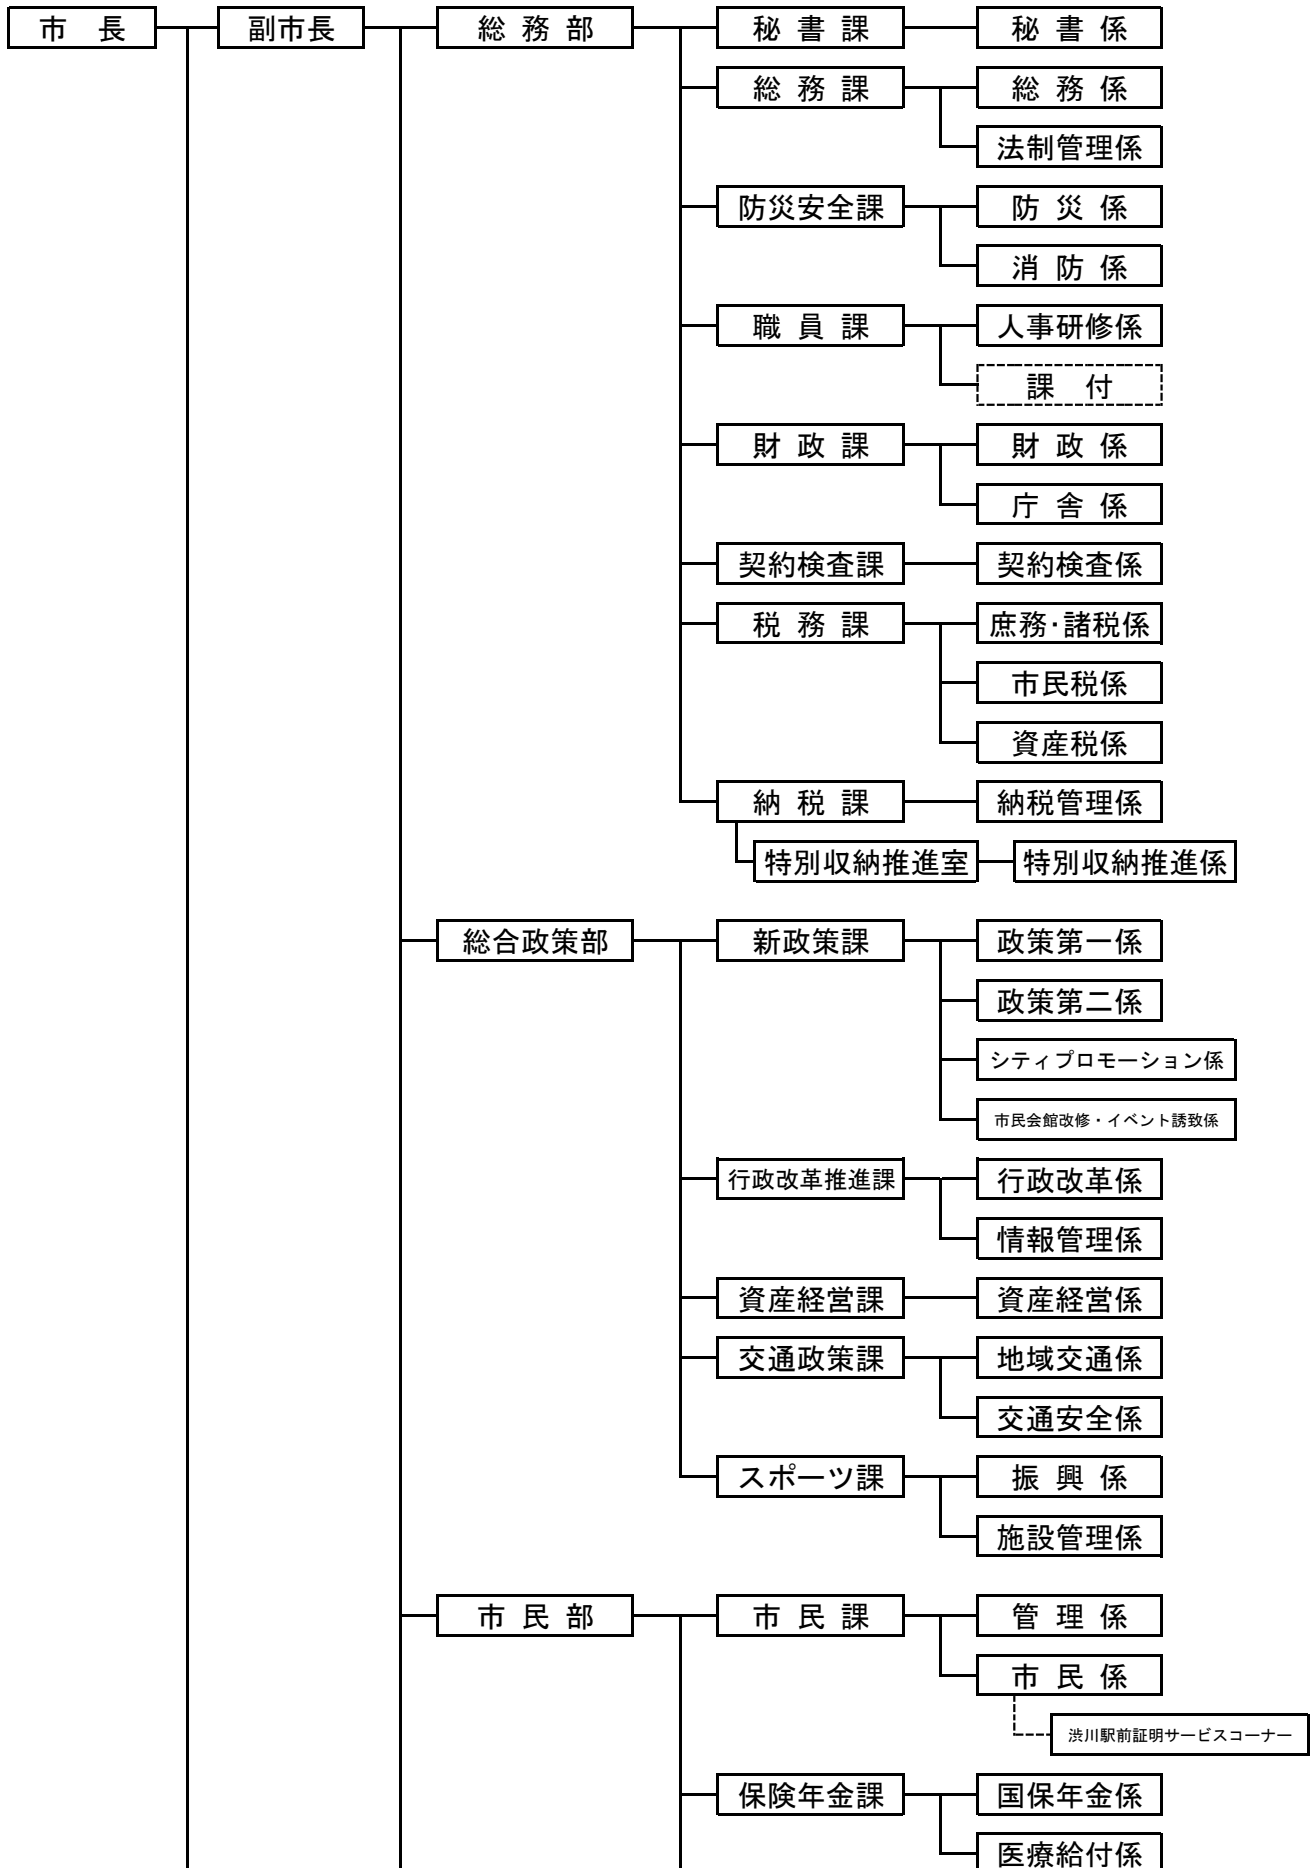 市長 副市長 総務部 秘書課 秘書係
総務課 総務係
法制管理係
防災安全課 防災係
消防係
職員課 人事研修係
課付
財政課 財政係
庁舎係
契約検査課 契約検査係
税務課 庶務・諸税係
市民税係
資産税係
納税課 納税管理係
特別収納推進室 特別収納推進係
総合政策部 新政策課 政策第一係
政策第二係
シティプロモーション係
市民会館改修・イベント誘致係
行政改革推進課 行政改革係
情報管理係
資産経営課 資産経営係
交通政策課 地域交通係
交通安全係
スポーツ課 振興係
施設管理係
市民部 市民課 管理係
市民係
渋川駅前証明サービスコーナー
保険年金課 国保年金係
医療給付係